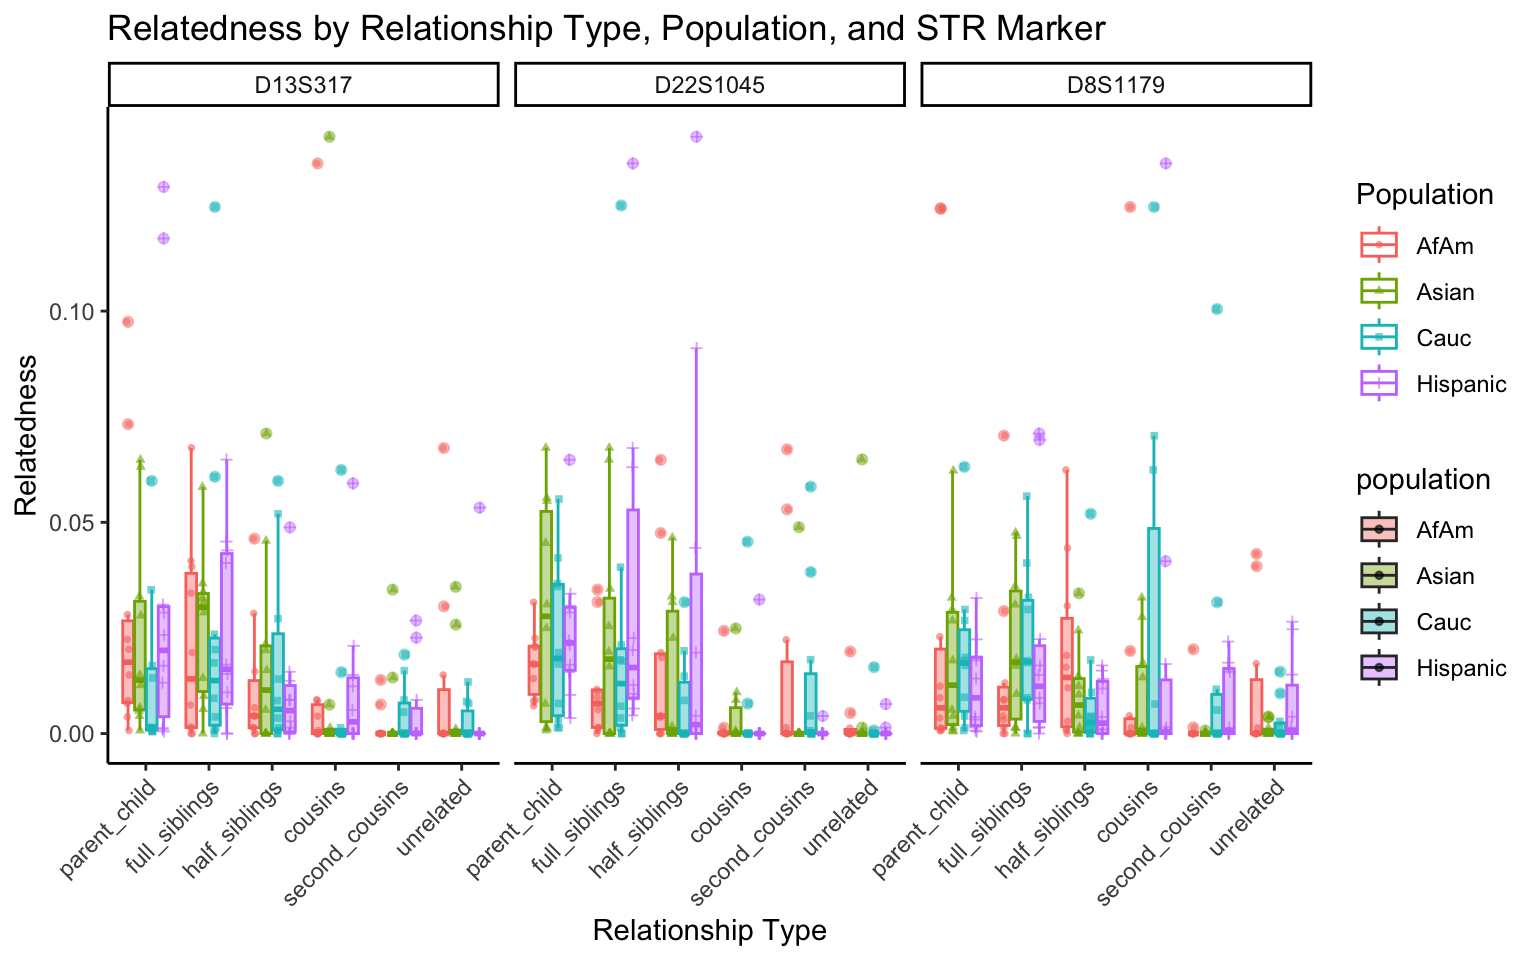 Relatedness by Relationship Type, Population, and STR Marker
D13S317
D22S1045
D8S1179
Relatedness
0.10
0.05
0.00
parent_child
full_siblings
half_siblings
cousins
second_cousins
unrelated
parent_child
full_siblings
half_siblings
cousins
second_cousins
unrelated
parent_child
full_siblings
half_siblings
cousins
second_cousins
unrelated
Relationship Type
Population
AfAm
Asian
Cauc
Hispanic
population
AfAm
Asian
Cauc
Hispanic